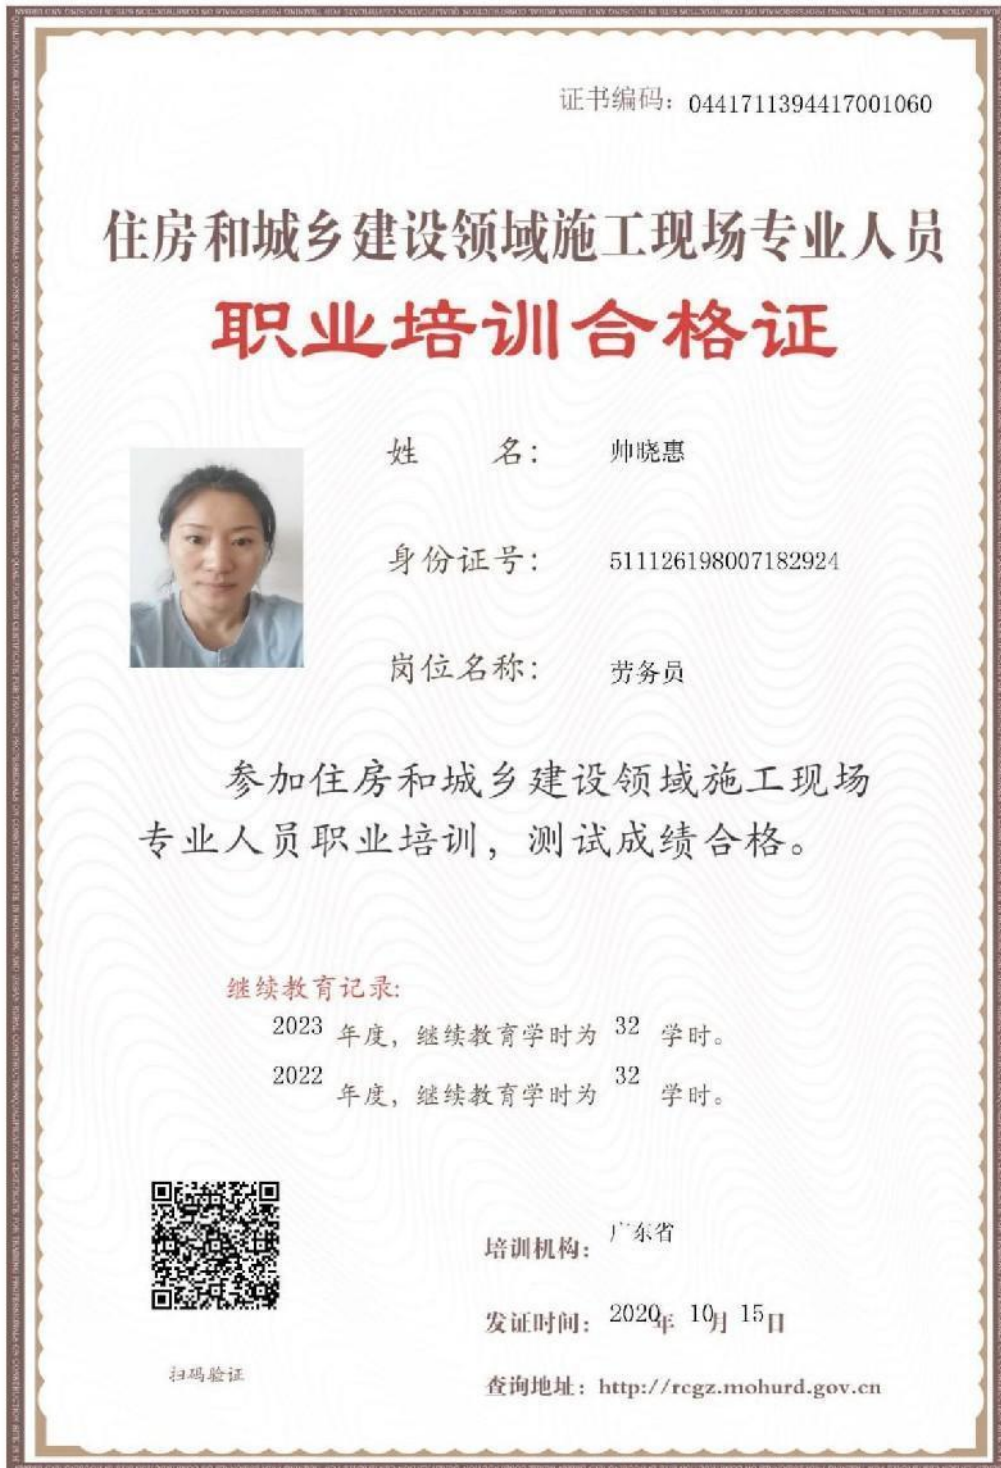 证书编码：0441711394417001060
住房和城乡建设领域施工现场专业人员
职业培训合格证
姓 名： 帅晓惠
身份证号： 511126198007182924
岗位名称： 劳务员
参加住房和城乡建设领域施工现场
专业人员职业培训，测试成绩合格。
继续教育记录:
2023 年度，继续教育学时为 32 学时。
2022 年度，继续教育学时为 32 学时。
培训机构： 广东省
发证时间： 2020年 10月 15日
扫码验证
查询地址：http://rcgz.mohurd.gov.cn